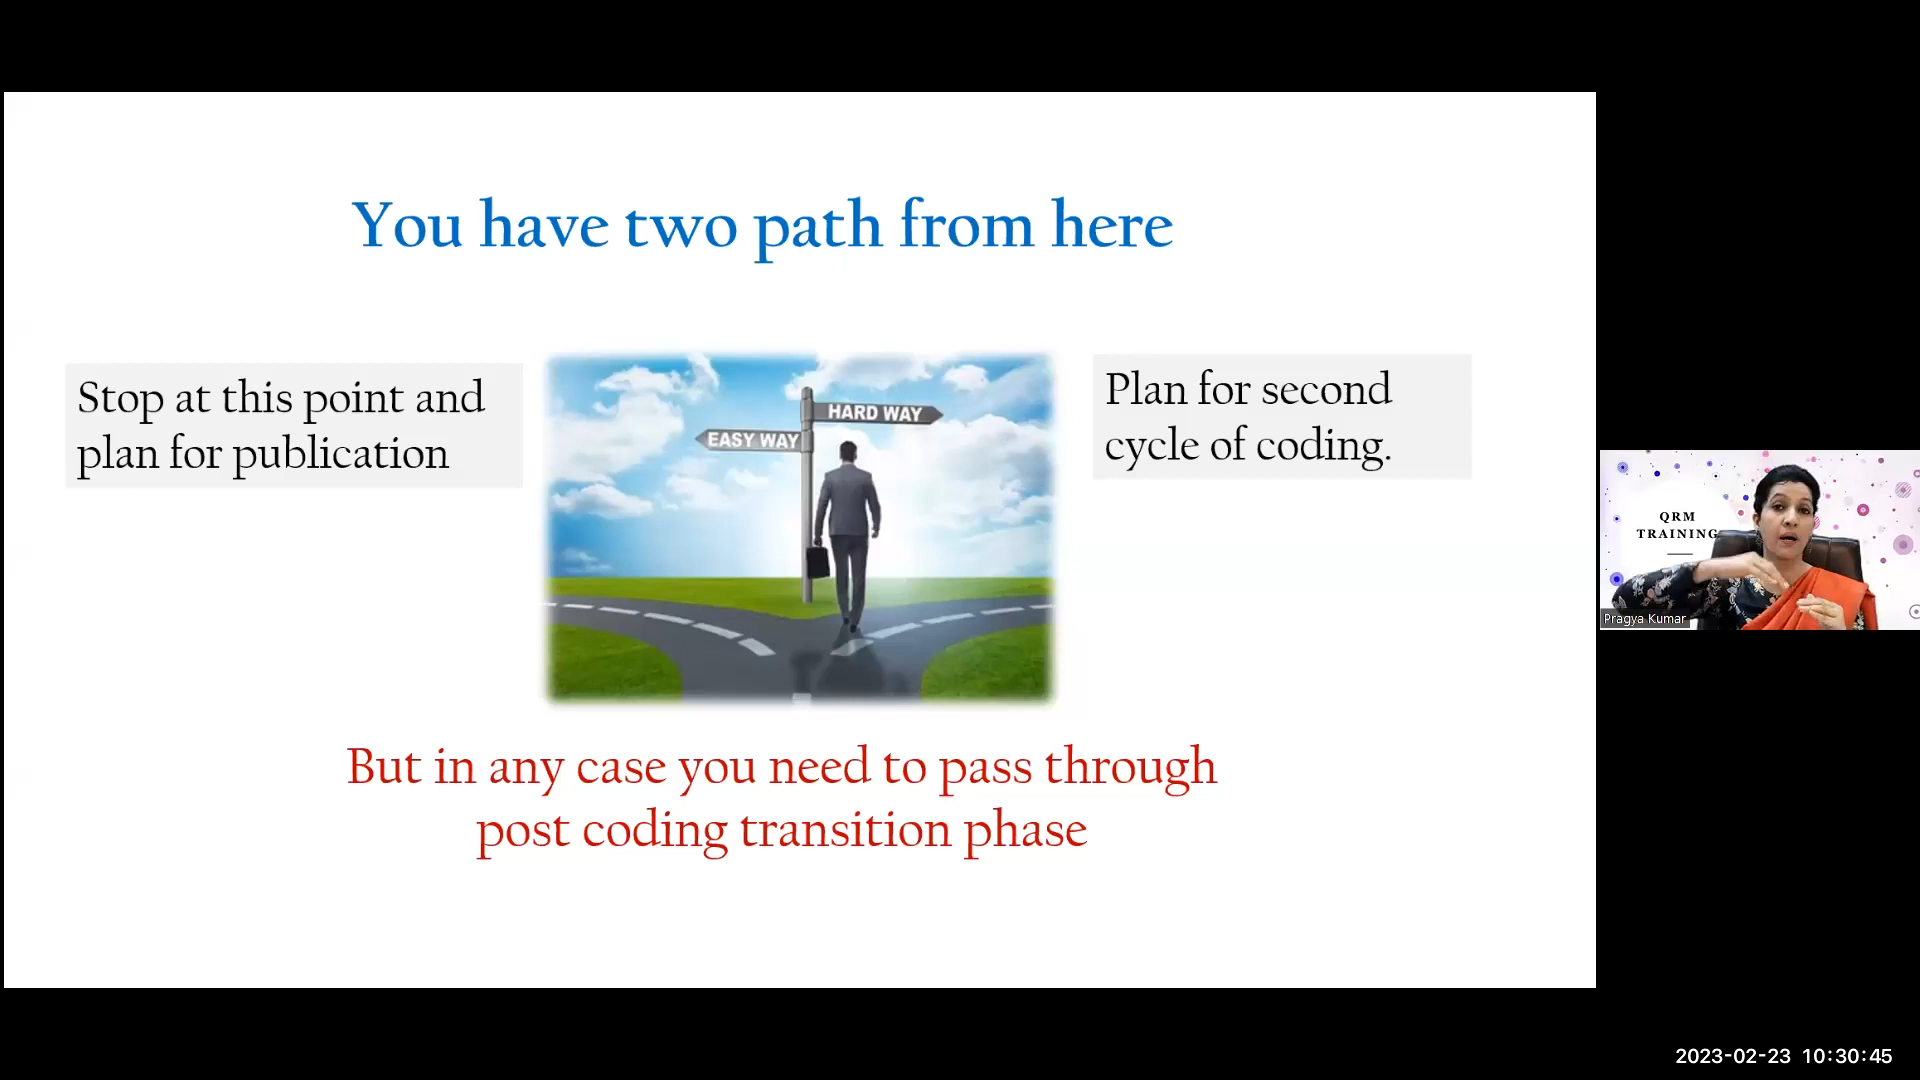 You have two path from here
Stop at this point and
plan for publication
HARD WAY
EASY WAY
Plan for second
cycle of coding.
QRM
TRAINING
Pragya Kumar
But in any case you need to pass through
post coding transition phase
2023-02-23 10:30:45